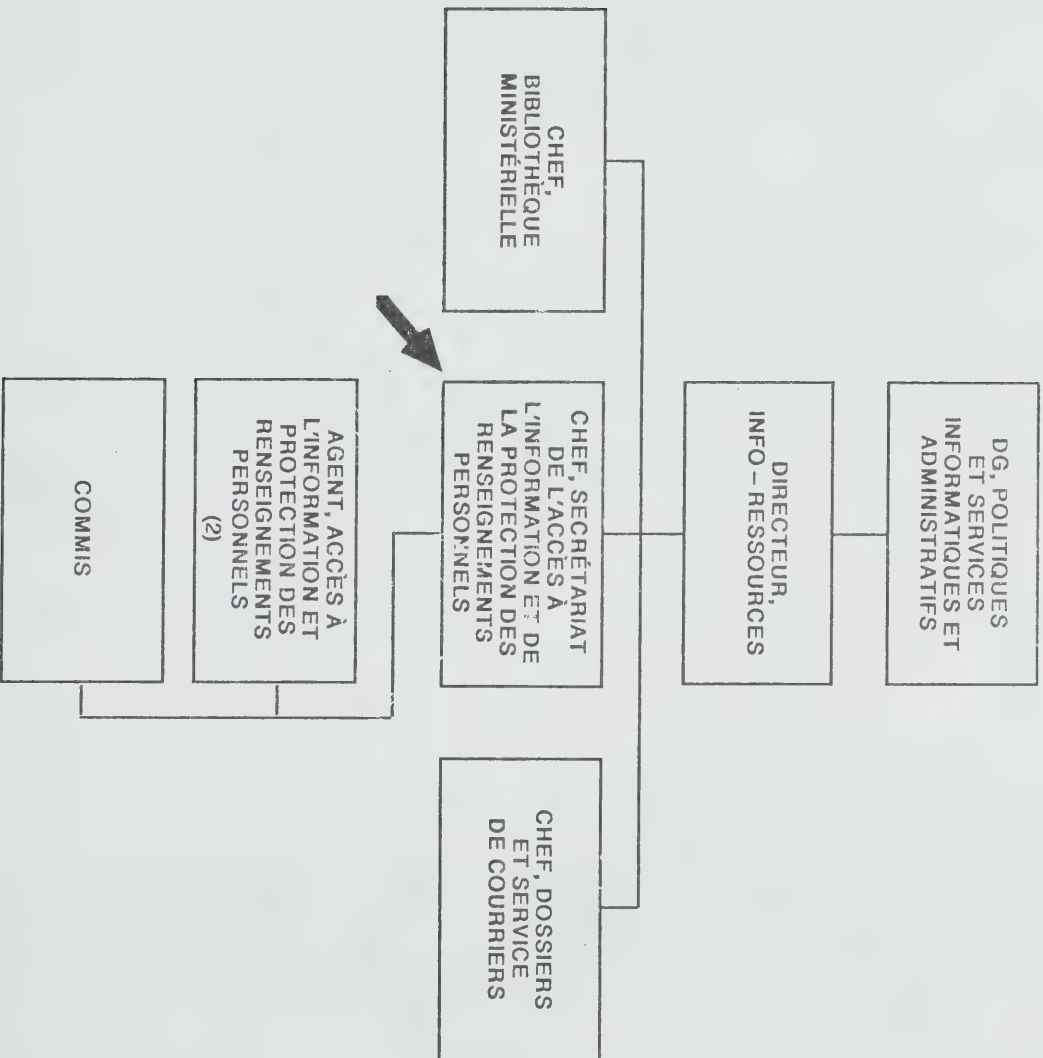 DG, POLITIQUES
ET SERVICES
INFORMATIQUES ET
ADMINISTRATIFS
DIRECTEUR,
INFO – RESSOURCES
CHEF,
BIBLIOTHÈQUE
MINISTÉRIELLE
CHEF, SECRÉTARIAT
DE L'ACCÈS À
L'INFORMATION ET DE
LA PROTECTION DES
RENSEIGNEMENTS
PERSONNELS
CHEF, DOSSIERS
ET SERVICE
DE COURRIERS
AGENT, ACCÈS À
L'INFORMATION ET
PROTECTION DES
RENSEIGNEMENTS
PERSONNELS
(2)
COMMIS